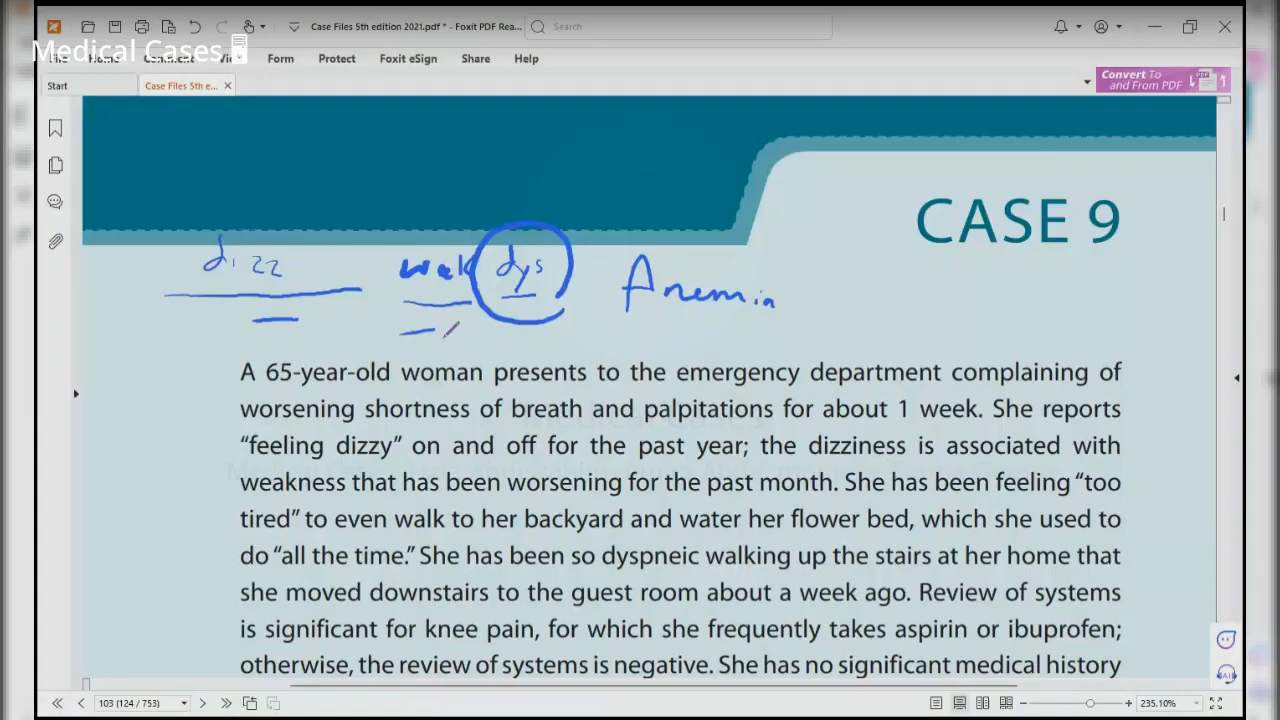 Case Files 5th edition 2021.pdf * - Foxit PDF Rea...
Search
Medical Cases
Form Protect Foxit eSign Share Help
Start
Case Files 5th e...
Convert To
and From PDF
CASE 9
dizz weak dys Anemia
A 65-year-old woman presents to the emergency department complaining of
worsening shortness of breath and palpitations for about 1 week. She reports
“feeling dizzy” on and off for the past year; the dizziness is associated with
weakness that has been worsening for the past month. She has been feeling “too
tired” to even walk to her backyard and water her flower bed, which she used to
do “all the time.” She has been so dyspneic walking up the stairs at her home that
she moved downstairs to the guest room about a week ago. Review of systems
is significant for knee pain, for which she frequently takes aspirin or ibuprofen;
otherwise, the review of systems is negative. She has no significant medical history
103 (124 / 753)
235.10%